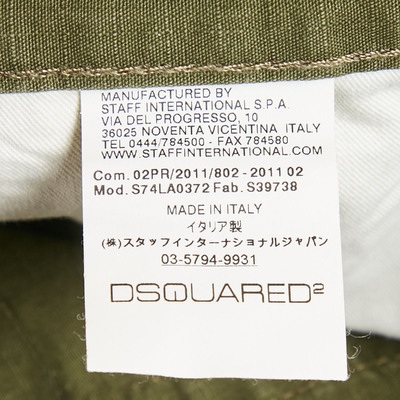 MANUFACTURED BY
STAFF INTERNATIONAL S.P.A.
VIA DEL PROGRESSO, 10
36025 NOVENTA VICENTINA ITALY
TEL 0444/784500 - FAX 784580
WWW.STAFFINTERNATIONAL.COM
Com. 02PR/2011/802 - 2011 02
Mod. S74LA0372 Fab. S39738
MADE IN ITALY
イタリア製
(株)スタッフインターナショナルジャパン
03-5794-9931
DSQUARED²